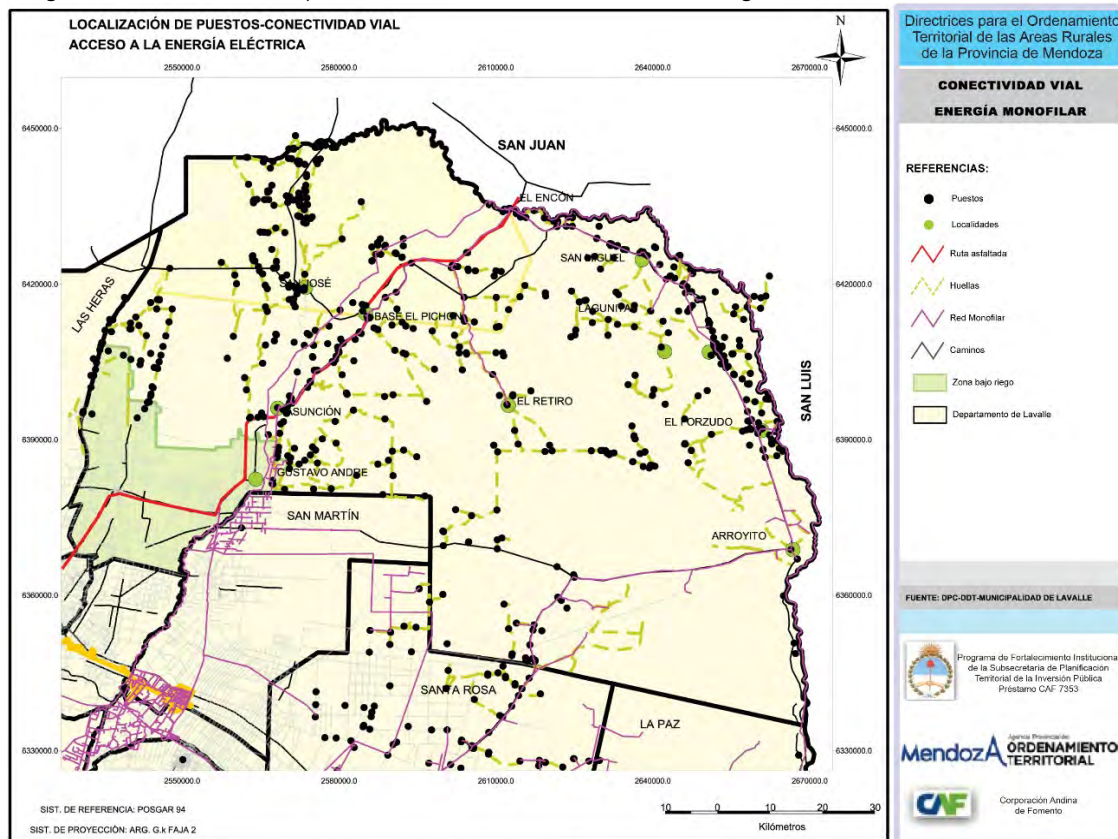 LOCALIZACIÓN DE PUESTOS-CONECTIVIDAD VIAL
ACCESO A LA ENERGÍA ELÉCTRICA
N
2550000.0 2580000.0 2610000.0 2640000.0 2670000.0
6450000.0 6450000.0
SAN JUAN
EL ENCÓN
SAN MIGUEL
6420000.0 6420000.0
SAN JOSÉ
LAS HERAS
LAGUNITA
BASE EL PICHÓN
SAN LUIS
EL RETIRO
ASUNCIÓN
EL FORZUDO
6390000.0 6390000.0
GUSTAVO ANDRE
SAN MARTÍN
ARROYITO
6360000.0 6360000.0
SANTA ROSA
LA PAZ
6330000.0 6330000.0
2550000.0 2580000.0 2610000.0 2640000.0 2670000.0
SIST. DE REFERENCIA: POSGAR 94
SIST. DE PROYECCIÓN: ARG. G.k FAJA 2
10 0 10 20 30
Kilómetros
Directrices para el Ordenamiento
Territorial de las Areas Rurales
de la Provincia de Mendoza
CONECTIVIDAD VIAL
ENERGÍA MONOFILAR
REFERENCIAS:
Puestos
Localidades
Ruta asfaltada
Huellas
Red Monofilar
Caminos
Zona bajo riego
Departamento de Lavalle
FUENTE: DPC-DDT-MUNICIPALIDAD DE LAVALLE
Programa de Fortalecimiento Instituciona
de la Subsecretaria de Planificación
Territorial de la Inversión Pública
Préstamo CAF 7353
Agencia Provincial de
MendozA ORDENAMIENTO
TERRITORIAL
CAF
Corporación Andina
de Fomento